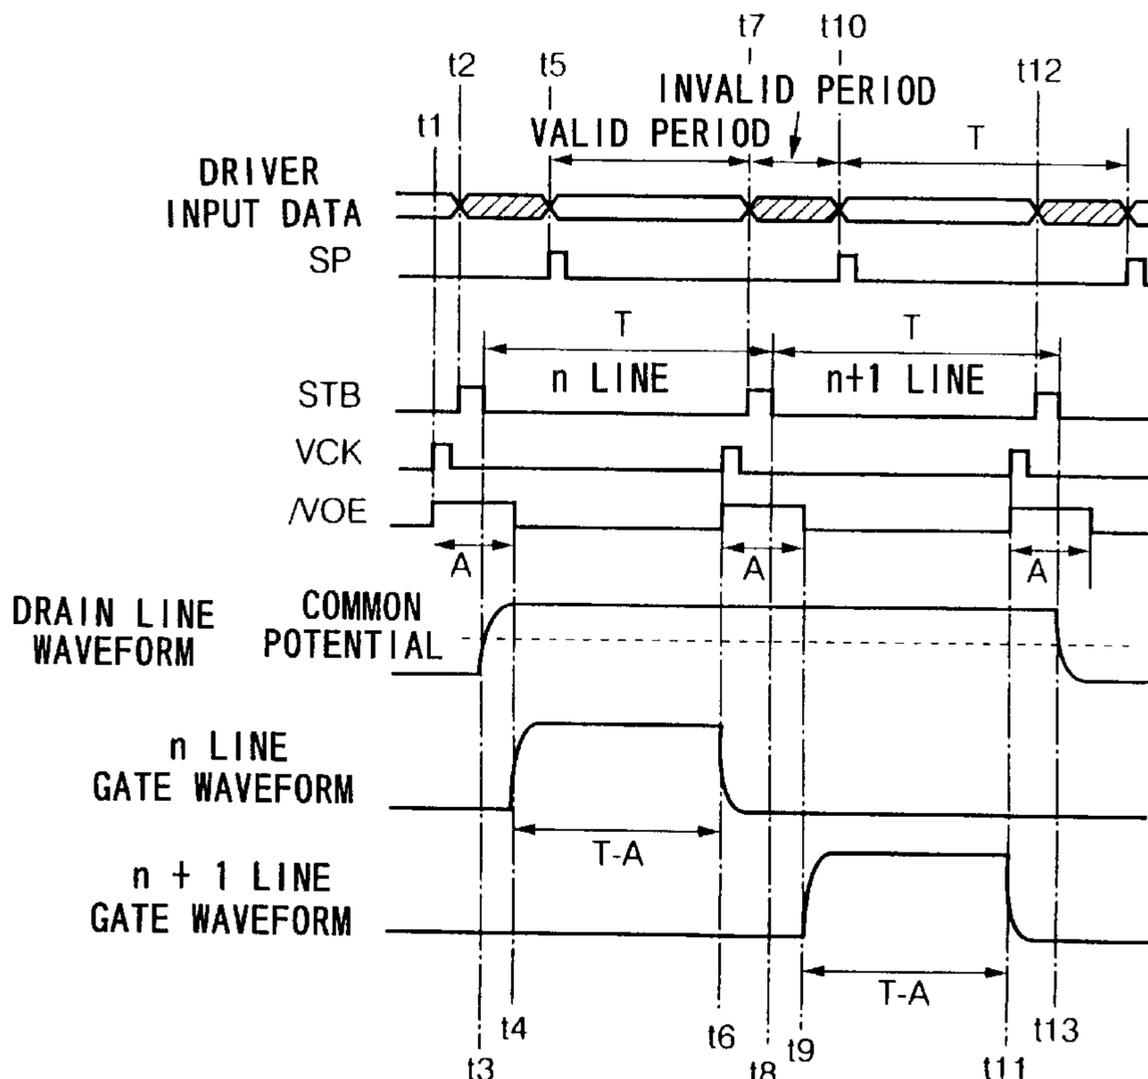 t7 t10
t2 t5 t12
INVALID PERIOD
t1 VALID PERIOD T
DRIVER
INPUT DATA
SP
T T
n LINE n+1 LINE
STB
VCK
/VOE
A A A
DRAIN LINE
WAVEFORM
COMMON
POTENTIAL
n LINE
GATE WAVEFORM
T-A
n + 1 LINE
GATE WAVEFORM
T-A
t4 t6 t9 t13
t3 t8 t11